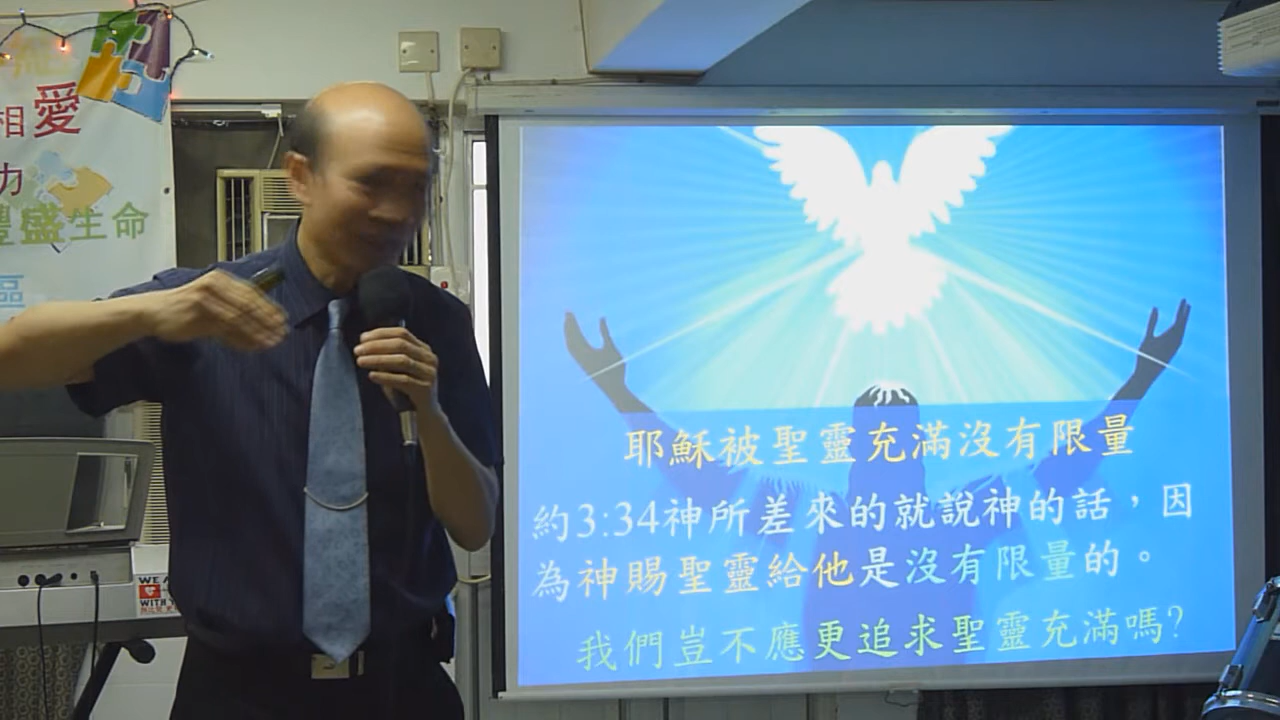 相愛
力
豐盛生命
區
WE
WITH
耶穌被聖靈充滿沒有限量
約3:34神所差來的就說神的話，因
為神賜聖靈給他是沒有限量的。
我們豈不應更追求聖靈充滿嗎?